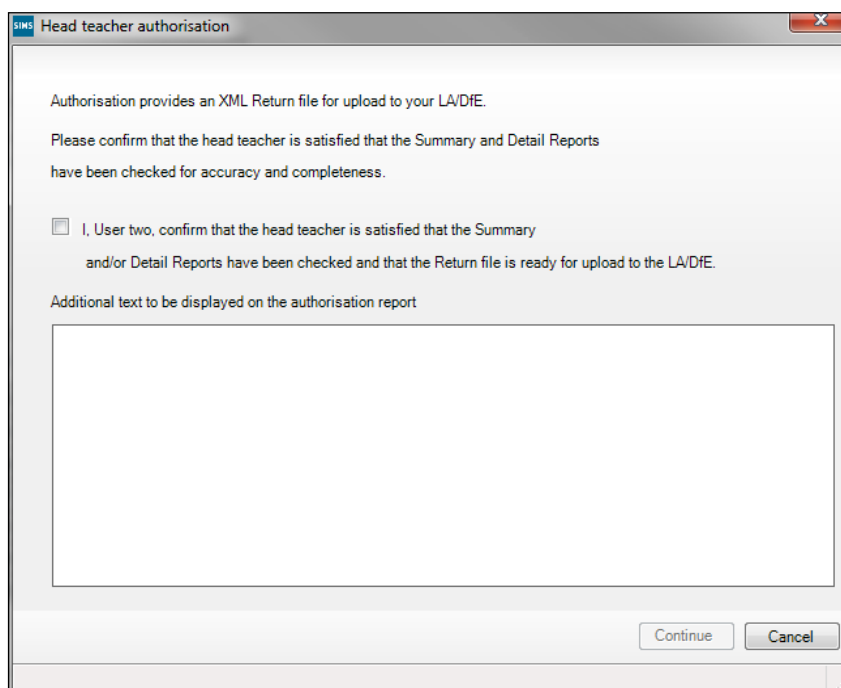 SIMS Head teacher authorisation
Authorisation provides an XML Return file for upload to your LA/DfE.
Please confirm that the head teacher is satisfied that the Summary and Detail Reports
have been checked for accuracy and completeness.
I, User two, confirm that the head teacher is satisfied that the Summary
and/or Detail Reports have been checked and that the Return file is ready for upload to the LA/DfE.
Additional text to be displayed on the authorisation report
Continue Cancel